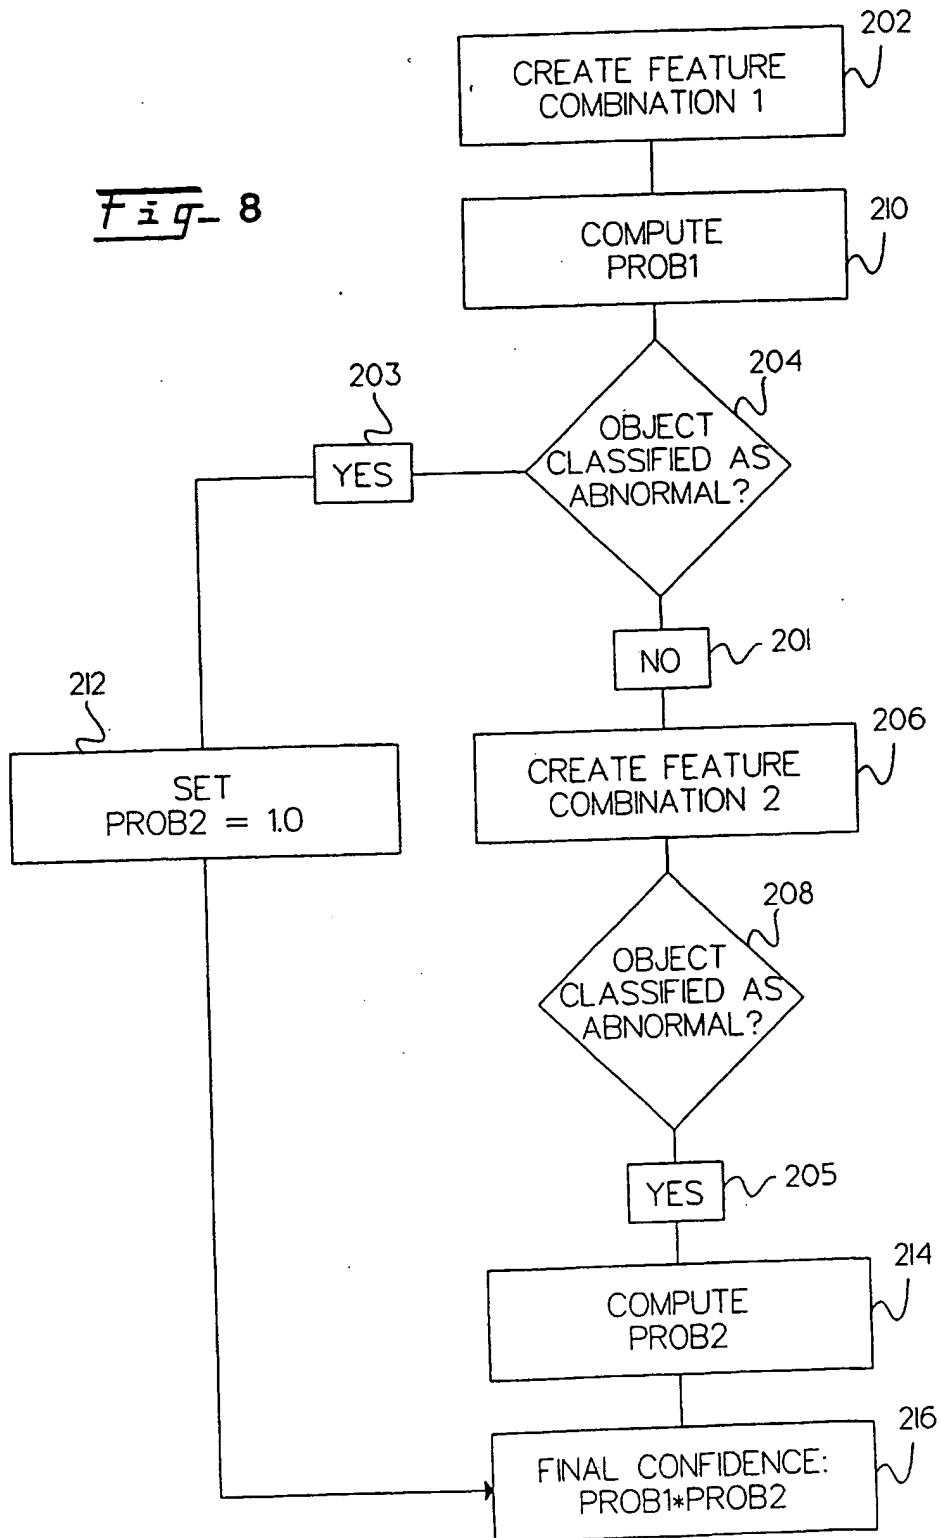 202
CREATE FEATURE
COMBINATION 1
Fig_ 8
210
COMPUTE
PROB1
203
204
YES
OBJECT
CLASSIFIED AS
ABNORMAL?
NO
201
212
SET
PROB2 = 1.0
206
CREATE FEATURE
COMBINATION 2
208
OBJECT
CLASSIFIED AS
ABNORMAL?
YES
205
214
COMPUTE
PROB2
216
FINAL CONFIDENCE:
PROB1*PROB2